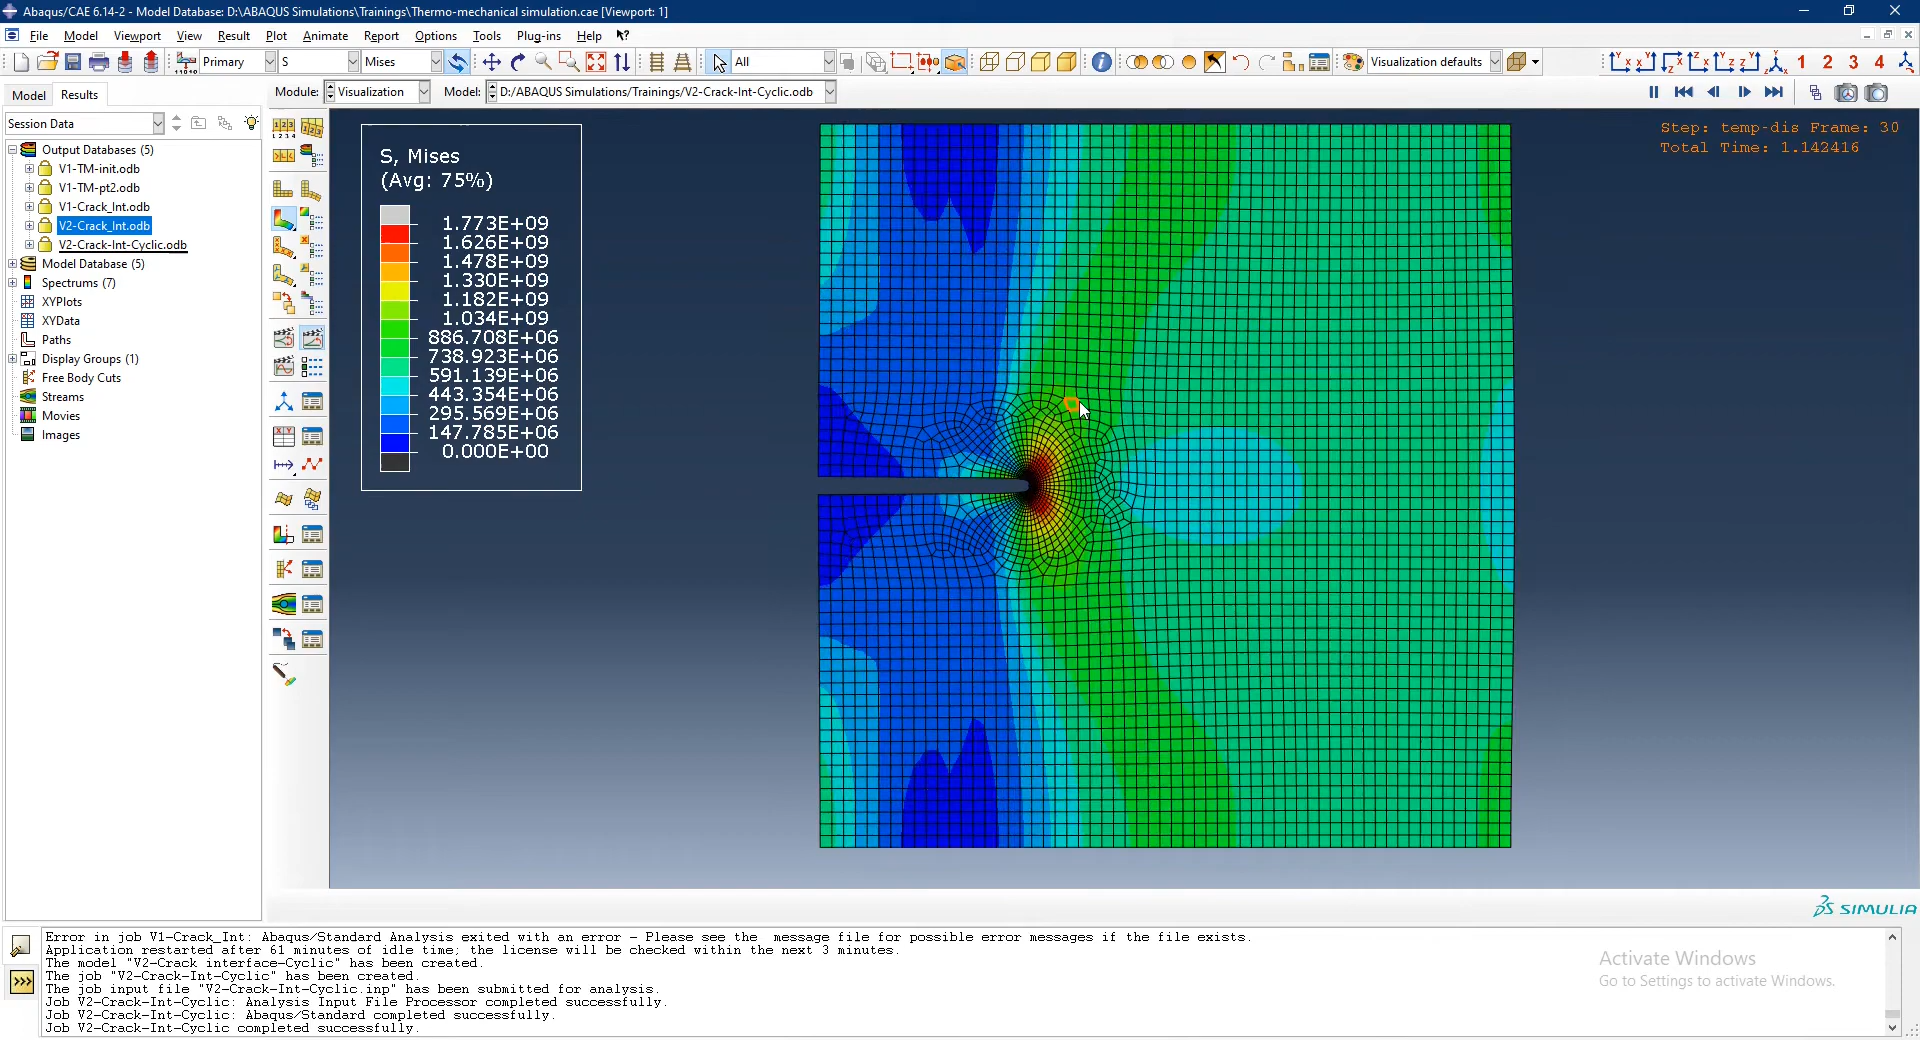 Abaqus/CAE 6.14-2 - Model Database: D:\ABAQUS Simulations\Trainings\Thermo-mechanical simulation.cae [Viewport: 1]
File Model Viewport View Result Plot Animate Report Options Tools Plug-ins Help
Primary S Mises All Visualization defaults 1 2 3 4
Model Results Module: Visualization Model: D:/ABAQUS Simulations/Trainings/V2-Crack-Int-Cyclic.odb
Session Data
Output Databases (5)
V1-TM-init.odb
V1-TM-pt2.odb
V1-Crack_Int.odb
V2-Crack_Int.odb
V2-Crack-Int-Cyclic.odb
Model Database (5)
Spectrums (7)
XYPlots
XYData
Paths
Display Groups (1)
Free Body Cuts
Streams
Movies
Images
S, Mises
(Avg: 75%)
1.773E+09
1.626E+09
1.478E+09
1.330E+09
1.182E+09
1.034E+09
886.708E+06
738.923E+06
591.139E+06
443.354E+06
295.569E+06
147.785E+06
0.000E+00
Step: temp-dis Frame: 30
Total Time: 1.142416
SIMULIA
Error in job V1-Crack_Int: Abaqus/Standard Analysis exited with an error - Please see the message file for possible error messages if the file exists.
Application restarted after 61 minutes of idle time; the license will be checked within the next 3 minutes.
The model "V2-Crack interface-Cyclic" has been created.
The job "V2-Crack-Int-Cyclic" has been created.
The job input file "V2-Crack-Int-Cyclic.inp" has been submitted for analysis.
Job V2-Crack-Int-Cyclic: Analysis Input File Processor completed successfully.
Job V2-Crack-Int-Cyclic: Abaqus/Standard completed successfully.
Job V2-Crack-Int-Cyclic completed successfully.
Activate Windows
Go to Settings to activate Windows.